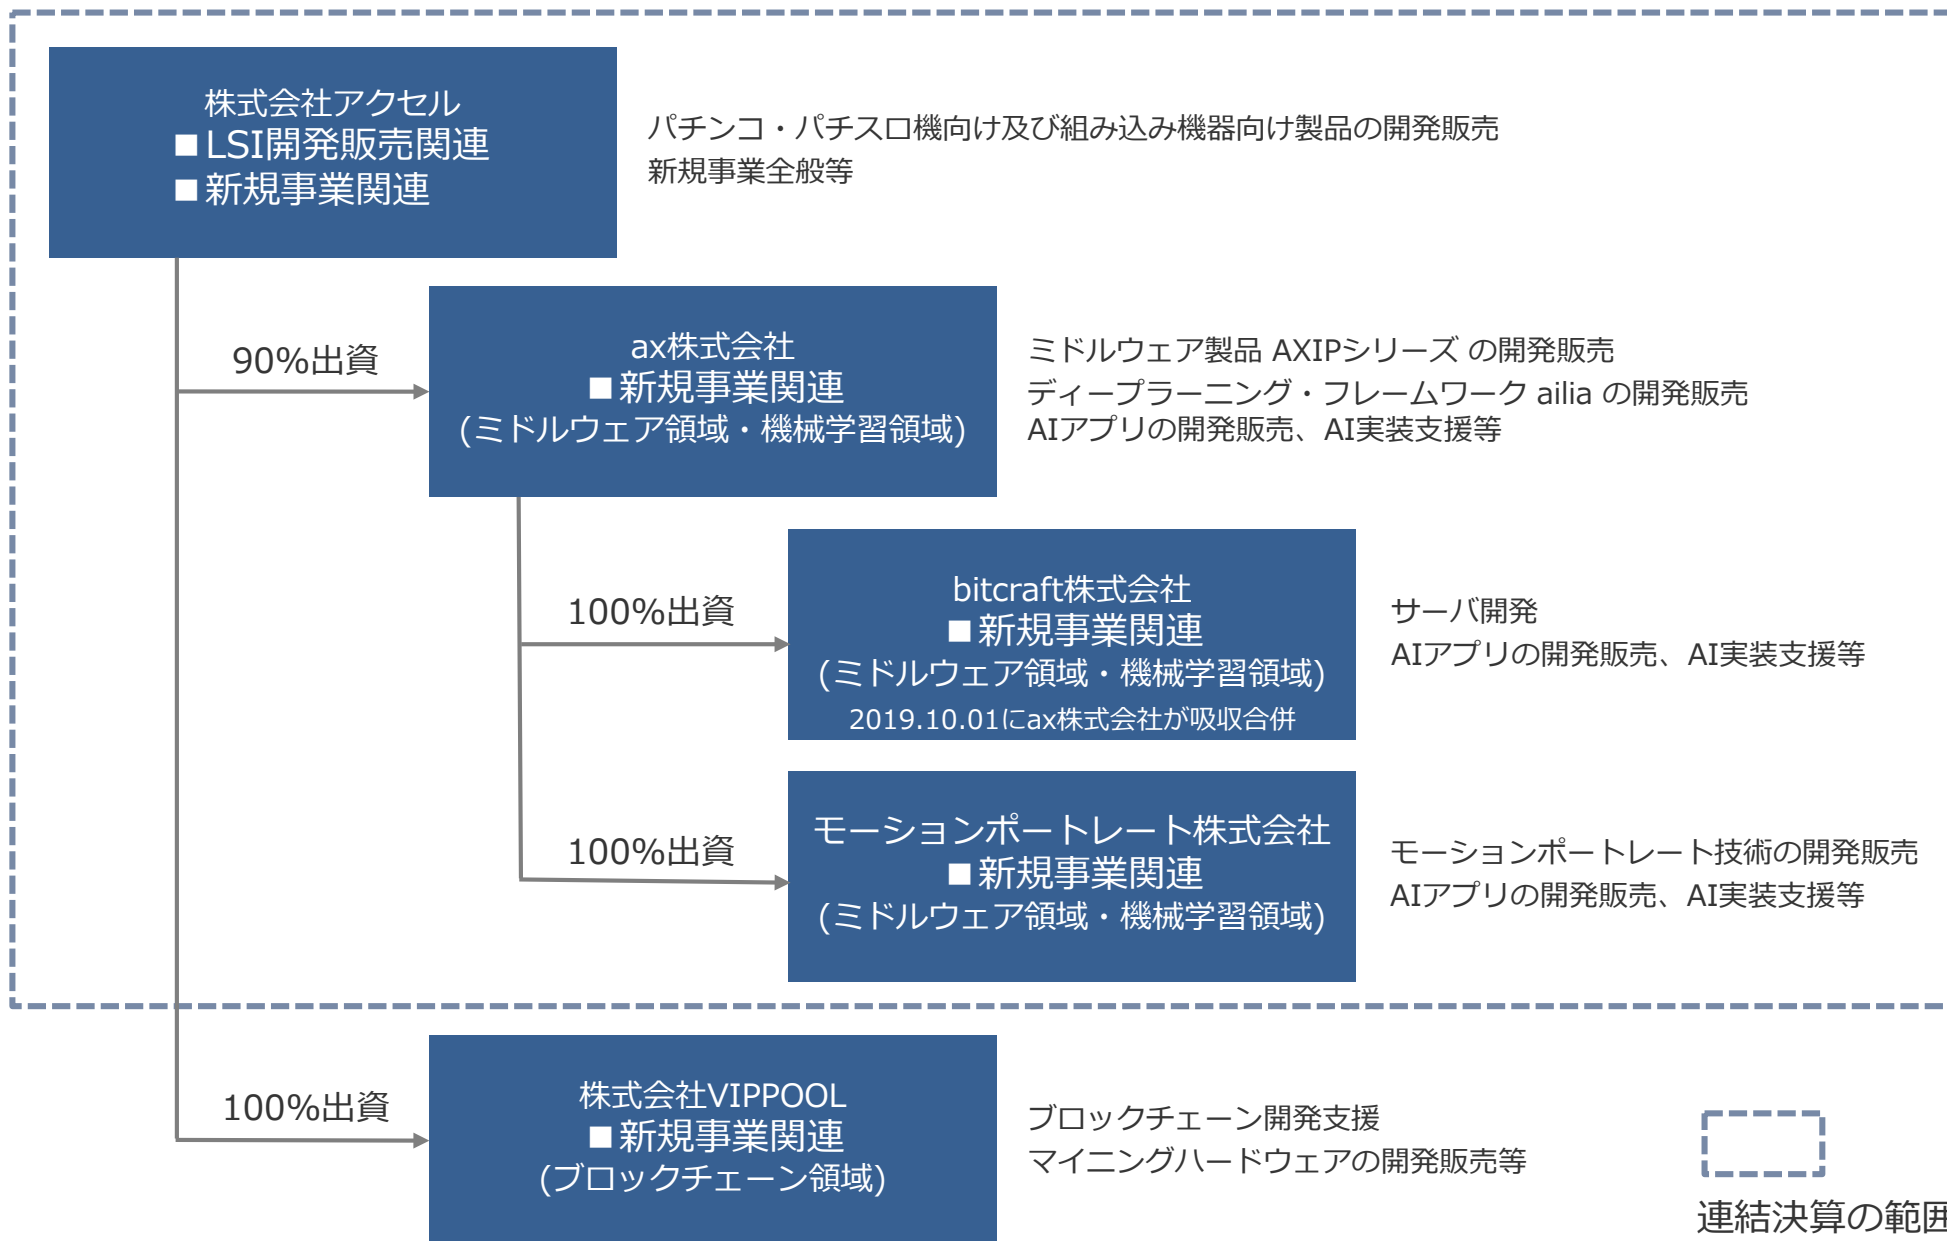 株式会社アクセル
■LSI開発販売関連
■新規事業関連
パチンコ・パチスロ機向け及び組み込み機器向け製品の開発販売
新規事業全般等
90%出資
ax株式会社
■新規事業関連
(ミドルウェア領域・機械学習領域)
ミドルウェア製品 AXIPシリーズ の開発販売
ディープラーニング・フレームワーク ailia の開発販売
AIアプリの開発販売、AI実装支援等
100%出資
bitcraft株式会社
■新規事業関連
(ミドルウェア領域・機械学習領域)
2019.10.01にax株式会社が吸収合併
サーバ開発
AIアプリの開発販売、AI実装支援等
100%出資
モーションポートレート株式会社
■新規事業関連
(ミドルウェア領域・機械学習領域)
モーションポートレート技術の開発販売
AIアプリの開発販売、AI実装支援等
100%出資
株式会社VIPPOOL
■新規事業関連
(ブロックチェーン領域)
ブロックチェーン開発支援
マイニングハードウェアの開発販売等
連結決算の範囲